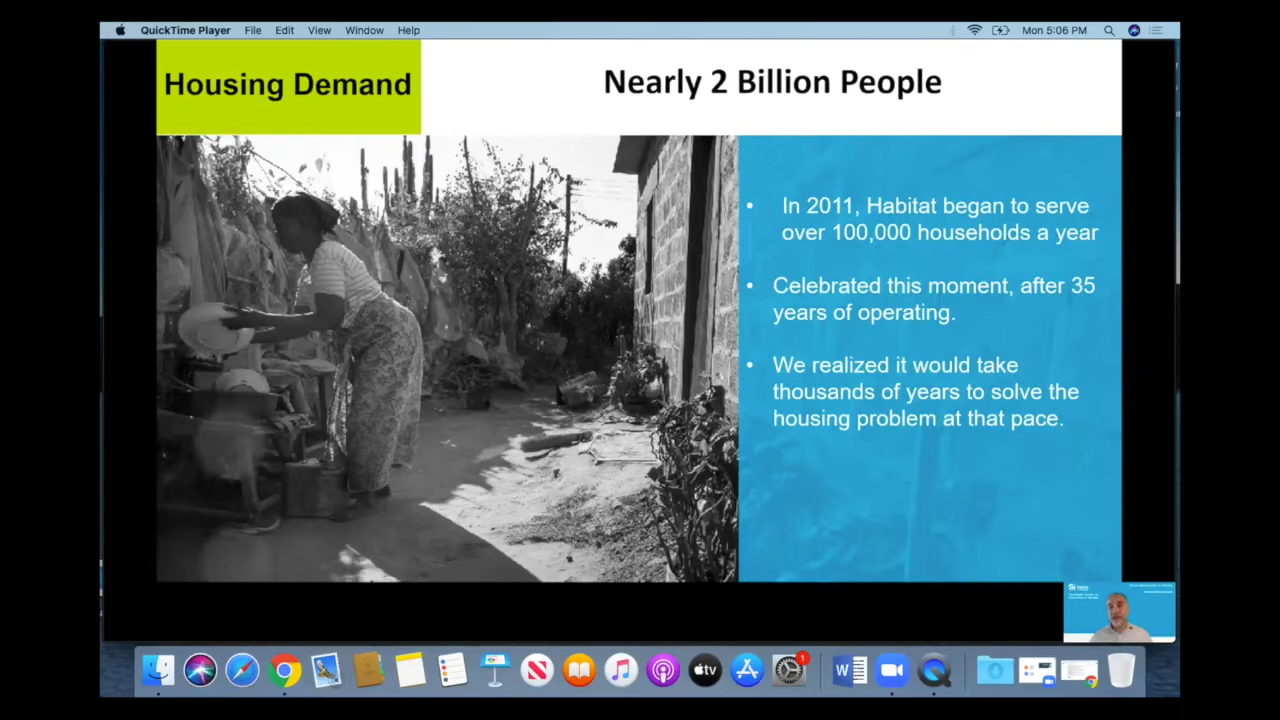 QuickTime Player File Edit View Window Help Mon 5:06 PM
Housing Demand
Nearly 2 Billion People
• In 2011, Habitat began to serve
over 100,000 households a year
• Celebrated this moment, after 35
years of operating.
• We realized it would take
thousands of years to solve the
housing problem at that pace.
1
tv
W